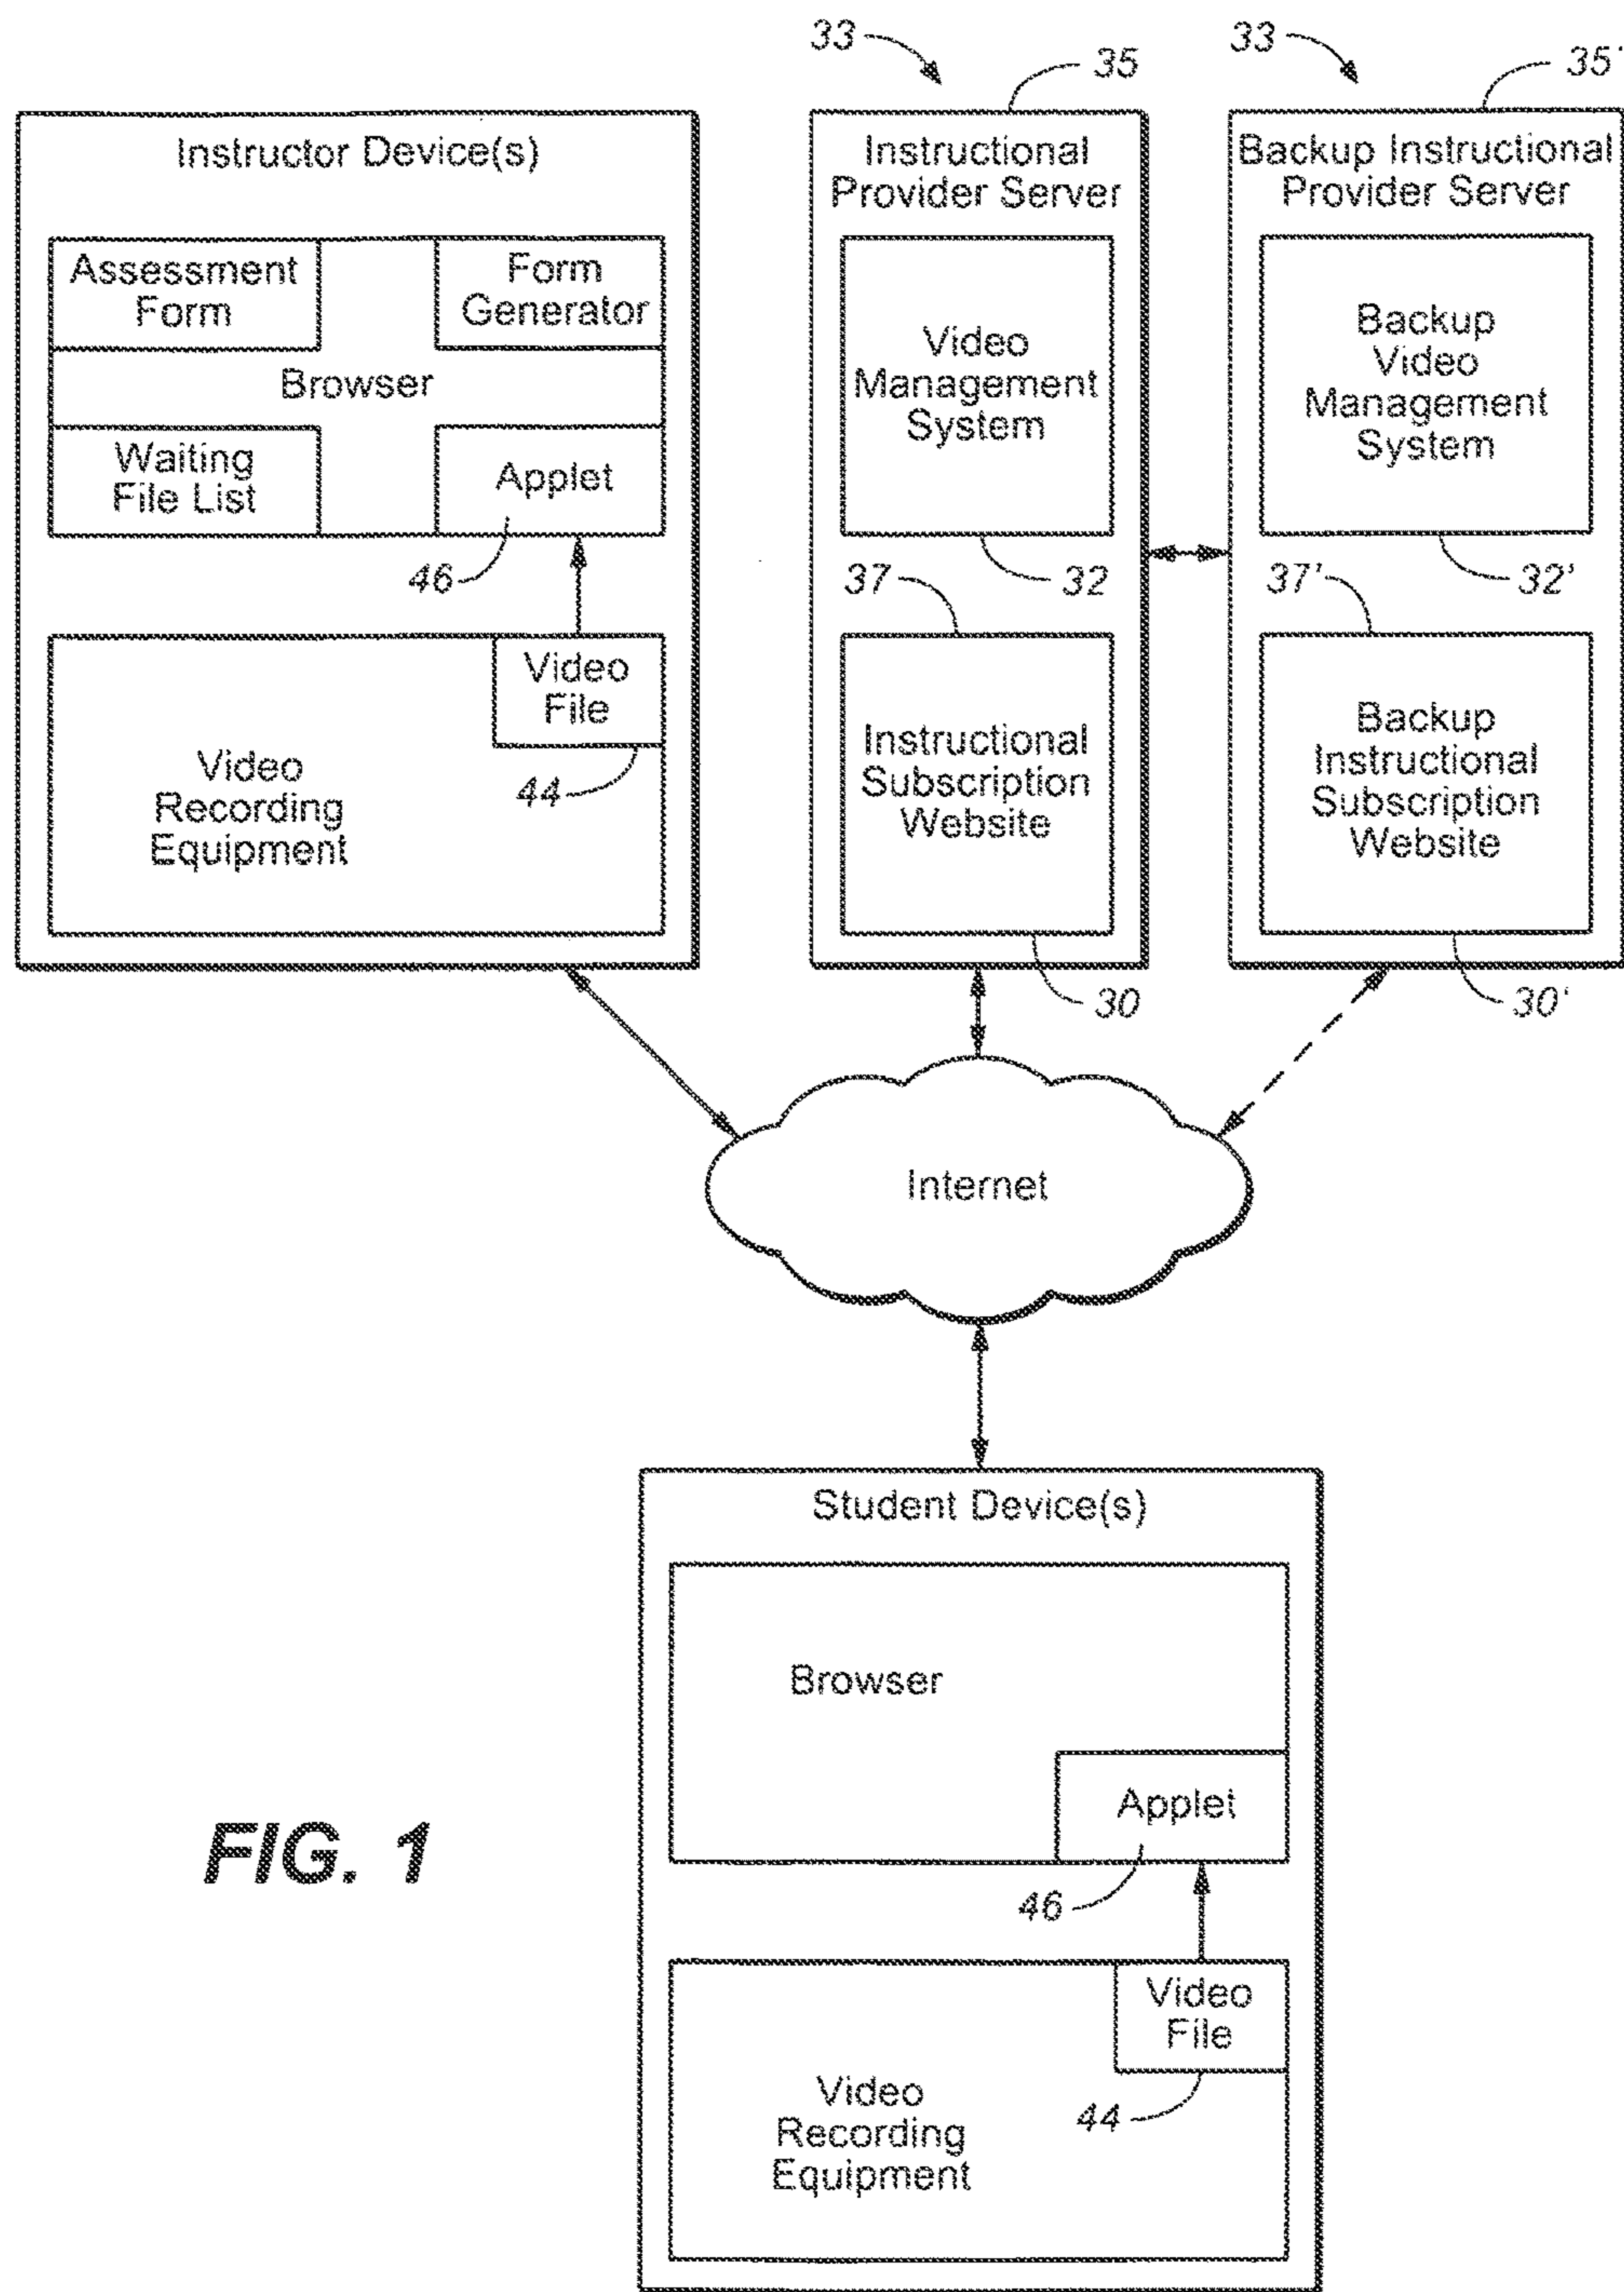 33
35
33
35'
Instructor Device(s)
Assessment
Form
Form
Generator
Browser
Waiting
File List
Applet
46
Video
File
44
Video
Recording
Equipment
Instructional
Provider Server
Video
Management
System
32
37
Instructional
Subscription
Website
30
Backup Instructional
Provider Server
Backup
Video
Management
System
32'
37'
Backup
Instructional
Subscription
Website
30'
Internet
Student Device(s)
Browser
Applet
46
Video
File
44
Video
Recording
Equipment
FIG. 1